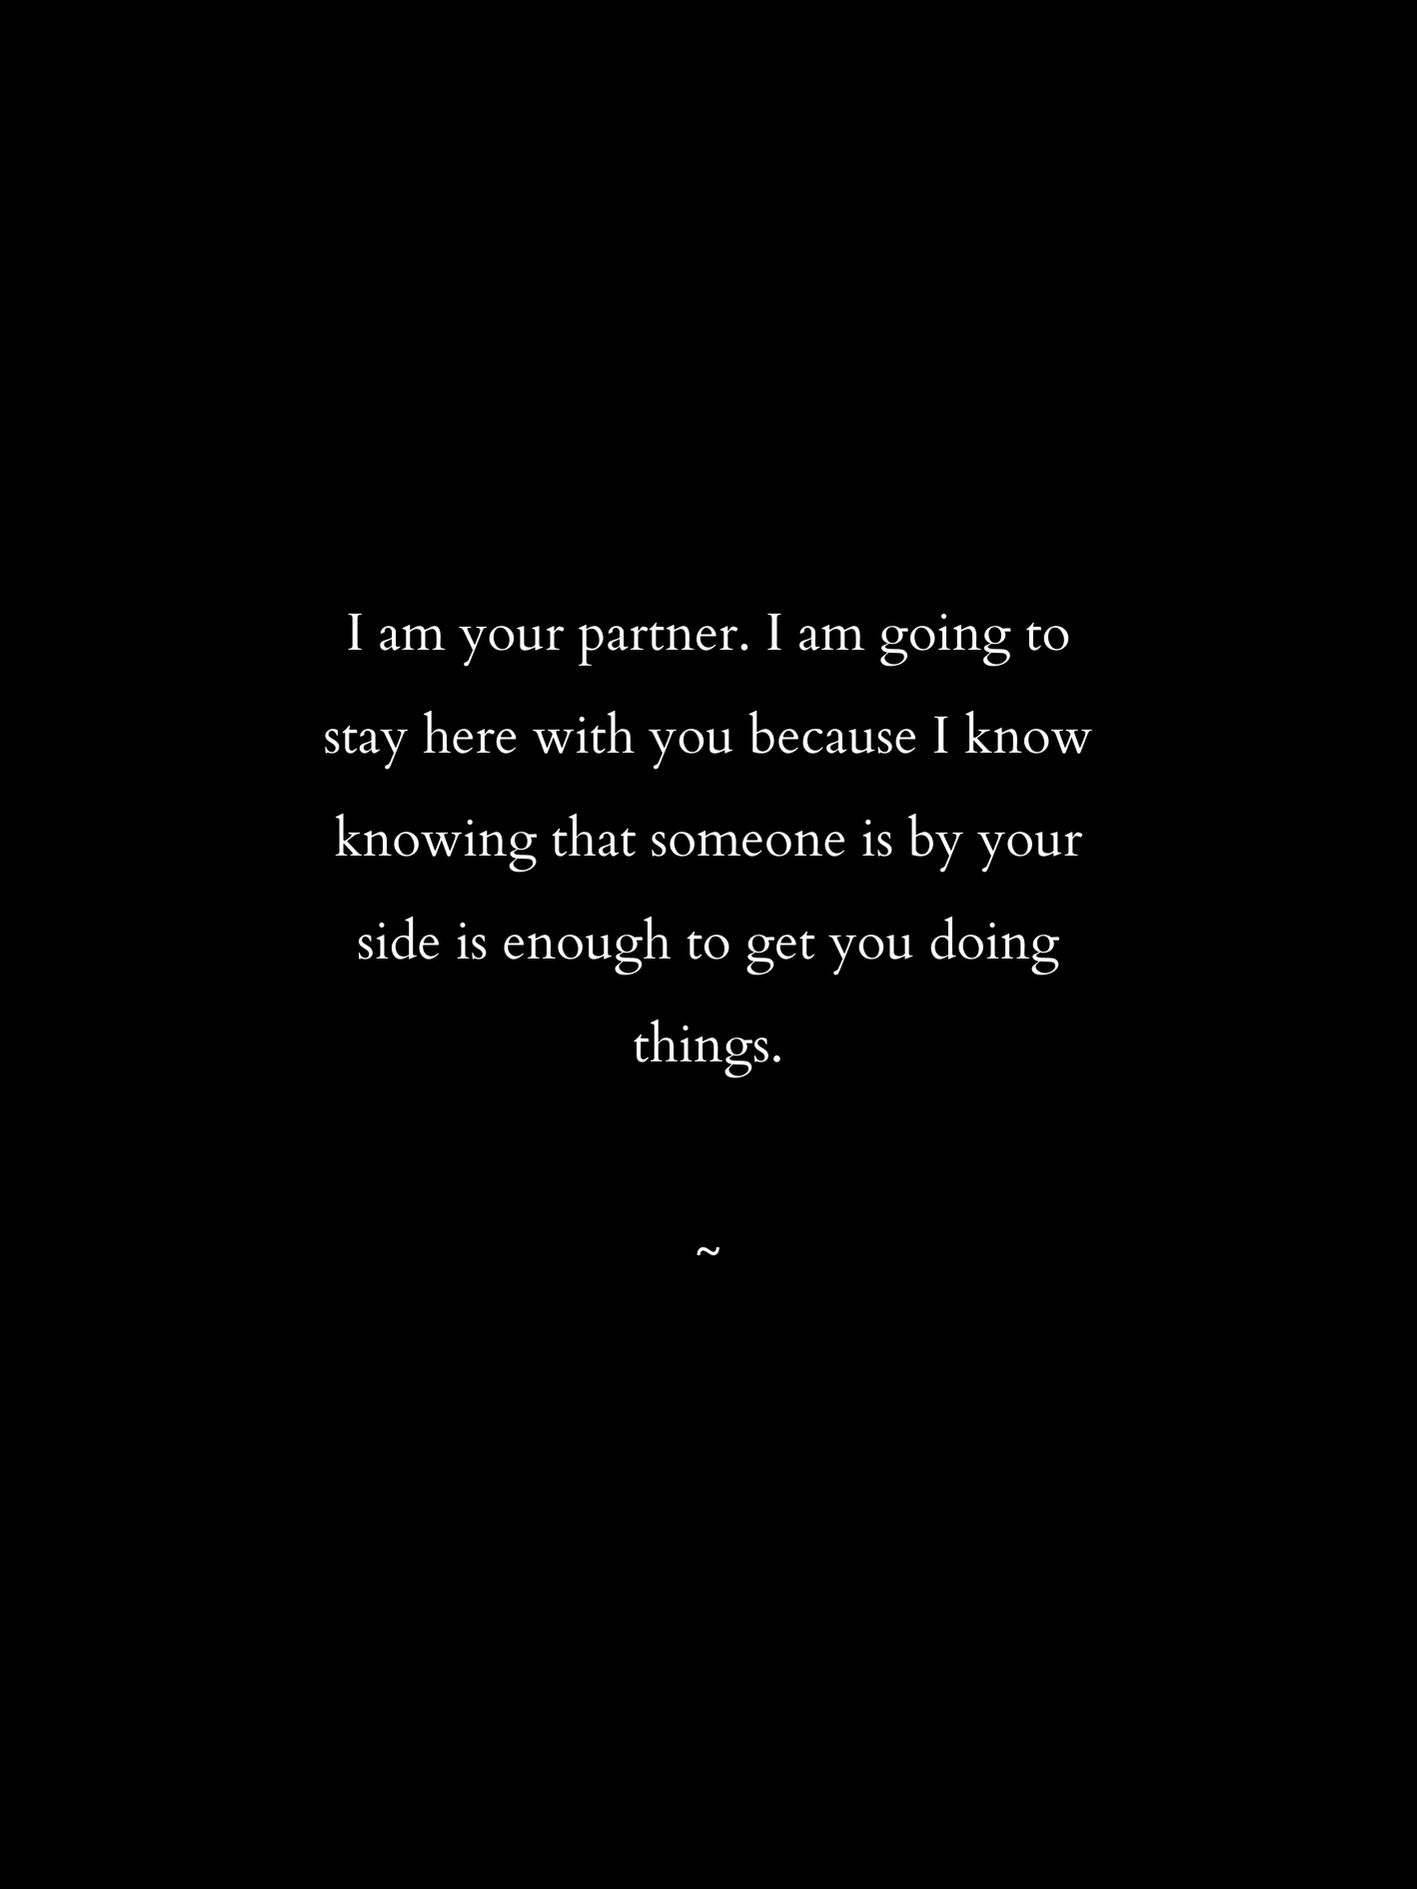 I am your partner. I am going to
stay here with you because I know
knowing that someone is by your
side is enough to get you doing
things.
~